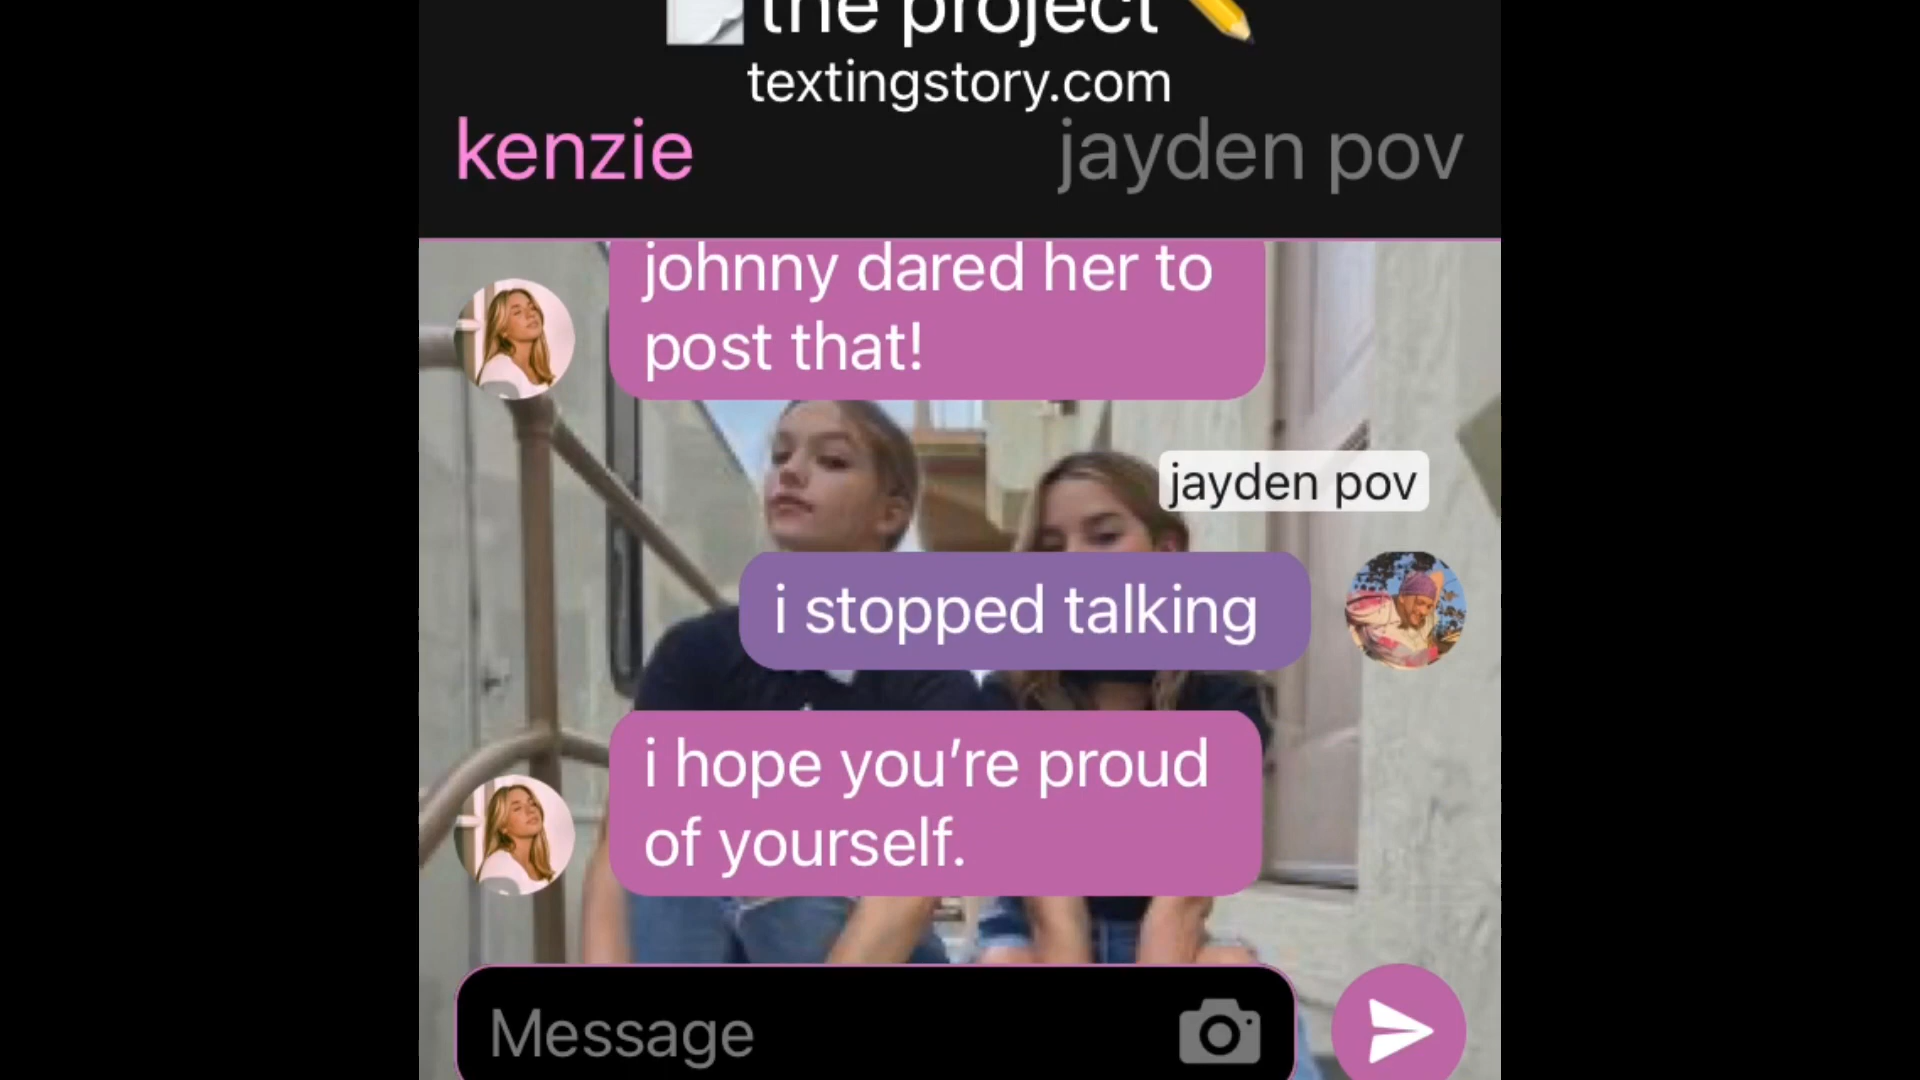 the project
textingstory.com
kenzie
jayden pov
johnny dared her to
post that!
jayden pov
i stopped talking
i hope you’re proud
of yourself.
Message